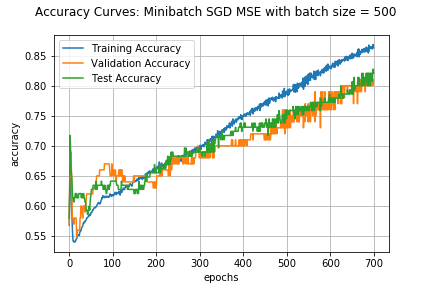 Accuracy Curves: Minibatch SGD MSE with batch size = 500
Training Accuracy
Validation Accuracy
Test Accuracy
accuracy
0.85
0.80
0.75
0.70
0.65
0.60
0.55
0 100 200 300 400 500 600 700
epochs